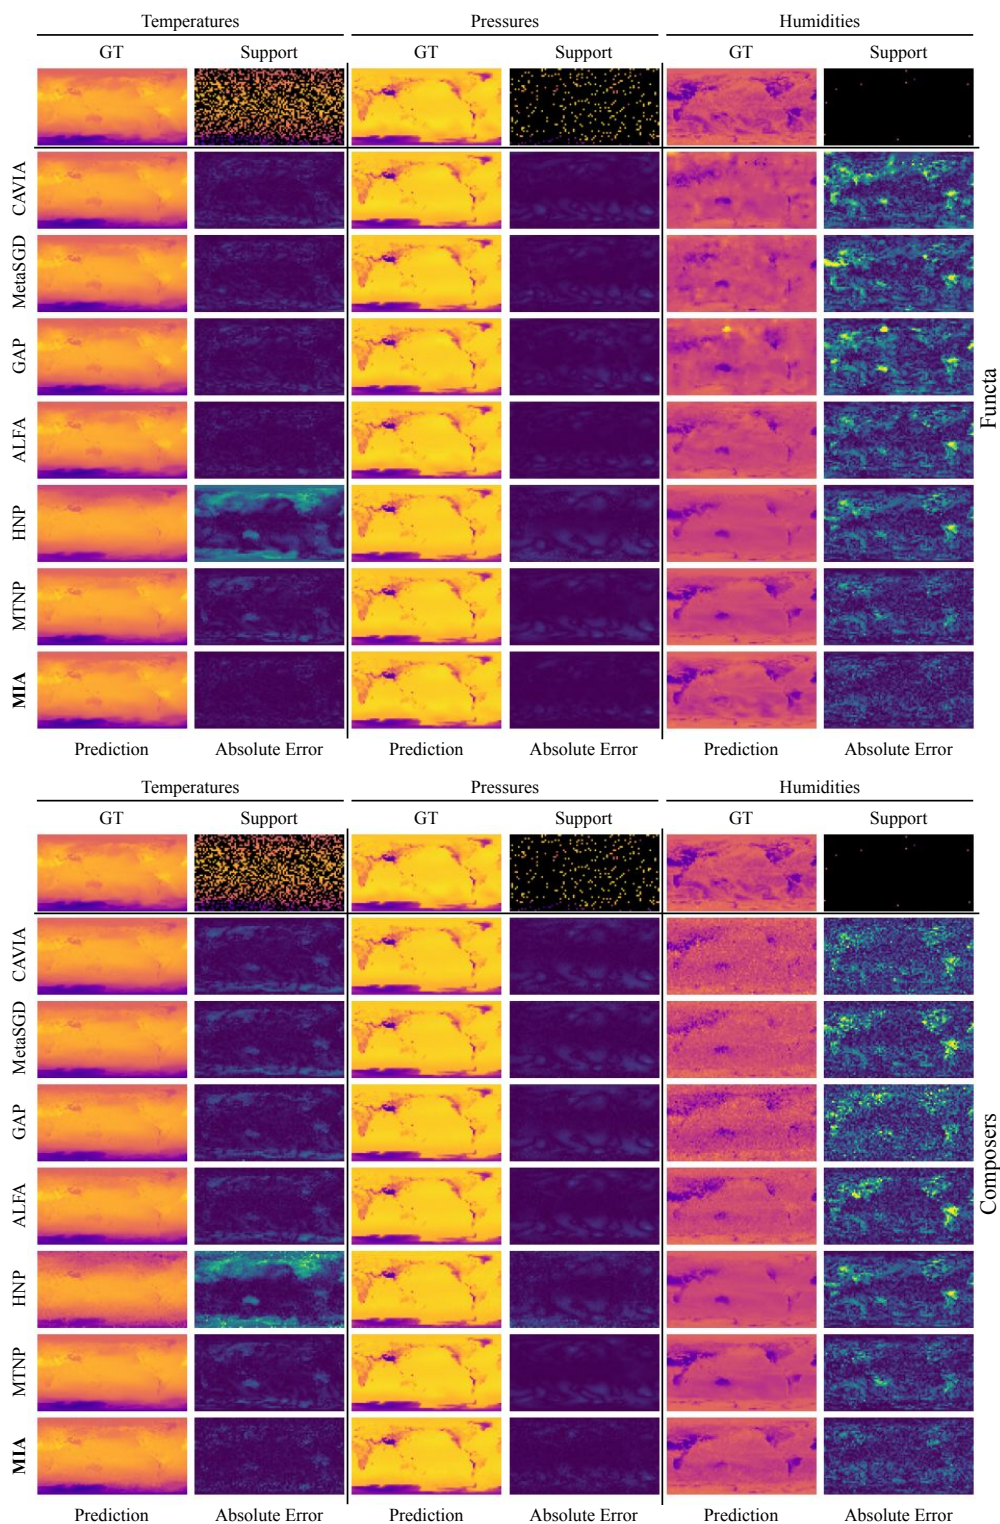 Temperatures Pressures Humidities
GT Support GT Support GT Support
CAVIA
MetaSGD
GAP
ALFA
HNP
MTNP
MIA
Functa
Prediction Absolute Error Prediction Absolute Error Prediction Absolute Error
Temperatures Pressures Humidities
GT Support GT Support GT Support
CAVIA
MetaSGD
GAP
ALFA
HNP
MTNP
MIA
Composers
Prediction Absolute Error Prediction Absolute Error Prediction Absolute Error